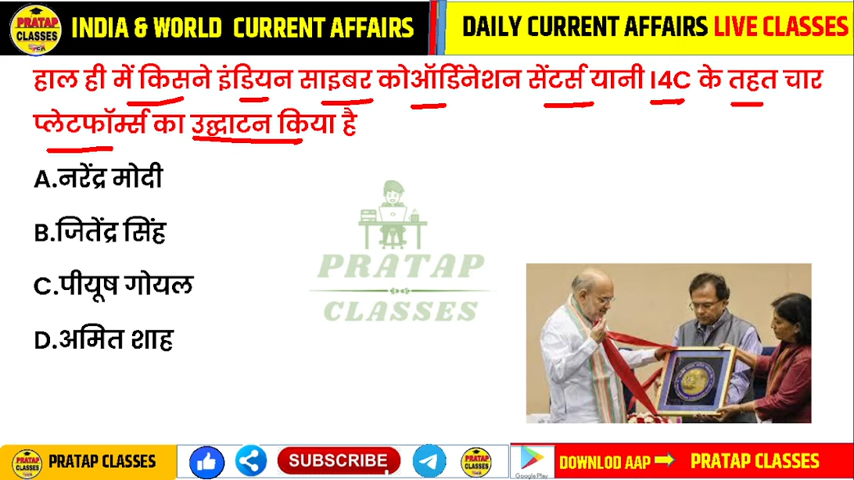 INDIA & WORLD CURRENT AFFAIRS
DAILY CURRENT AFFAIRS LIVE CLASSES
PRATAP CLASSES
हाल ही में किसने इंडियन साइबर कोऑर्डिनेशन सेंटर्स यानी I4C के तहत चार
प्लेटफॉर्म्स का उद्घाटन किया है
A.नरेंद्र मोदी
B.जितेंद्र सिंह
C.पीयूष गोयल
D.अमित शाह
PRATAP
CLASSES
PRATAP CLASSES
SUBSCRIBE
Google Play
DOWNLOD AAP
PRATAP CLASSES